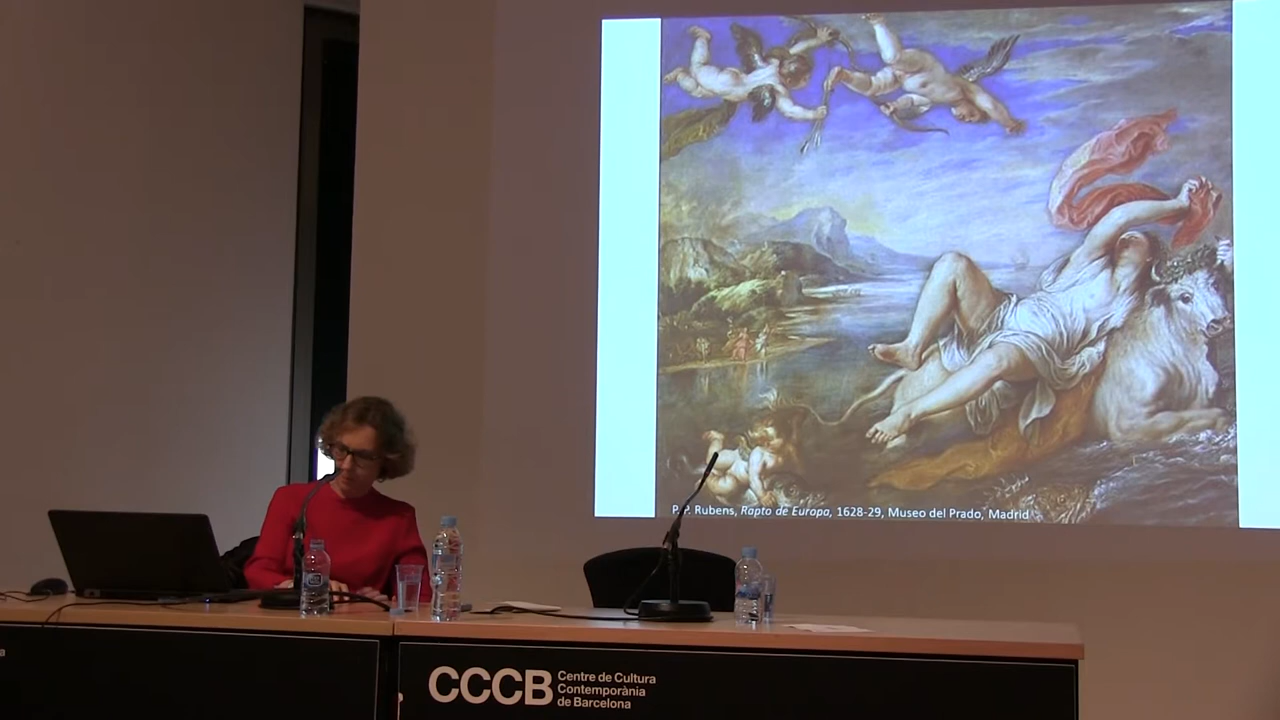 P. P. Rubens, Rapto de Europa, 1628-29, Museo del Prado, Madrid
CCCB
Centre de Cultura
Contemporània
de Barcelona